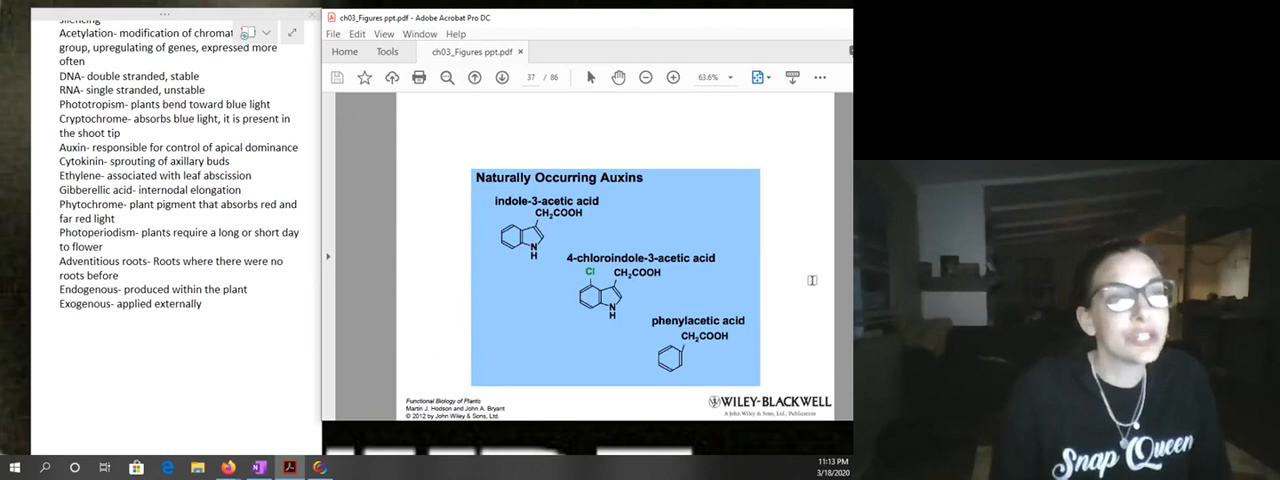 silencing
Acetylation- modification of chromat
group, upregulating of genes, expressed more
often
DNA- double stranded, stable
RNA- single stranded, unstable
Phototropism- plants bend toward blue light
Cryptochrome- absorbs blue light, it is present in
the shoot tip
Auxin- responsible for control of apical dominance
Cytokinin- sprouting of axillary buds
Ethylene- associated with leaf abscission
Gibberellic acid- internodal elongation
Phytochrome- plant pigment that absorbs red and
far red light
Photoperiodism- plants require a long or short day
to flower
Adventitious roots- Roots where there were no
roots before
Endogenous- produced within the plant
Exogenous- applied externally
ch03_Figures ppt.pdf - Adobe Acrobat Pro DC
File Edit View Window Help
Home Tools ch03_Figures ppt.pdf ×
37 / 86 63.6%
Naturally Occurring Auxins
indole-3-acetic acid
CH₂COOH
N
H
4-chloroindole-3-acetic acid
Cl CH₂COOH
N
H
phenylacetic acid
CH₂COOH
Functional Biology of Plants
Martin J. Hodson and John A. Bryant
© 2012 by John Wiley & Sons, Ltd.
WILEY-BLACKWELL
A John Wiley & Sons, Ltd., Publication
Snap Queen
11:13 PM
3/18/2020